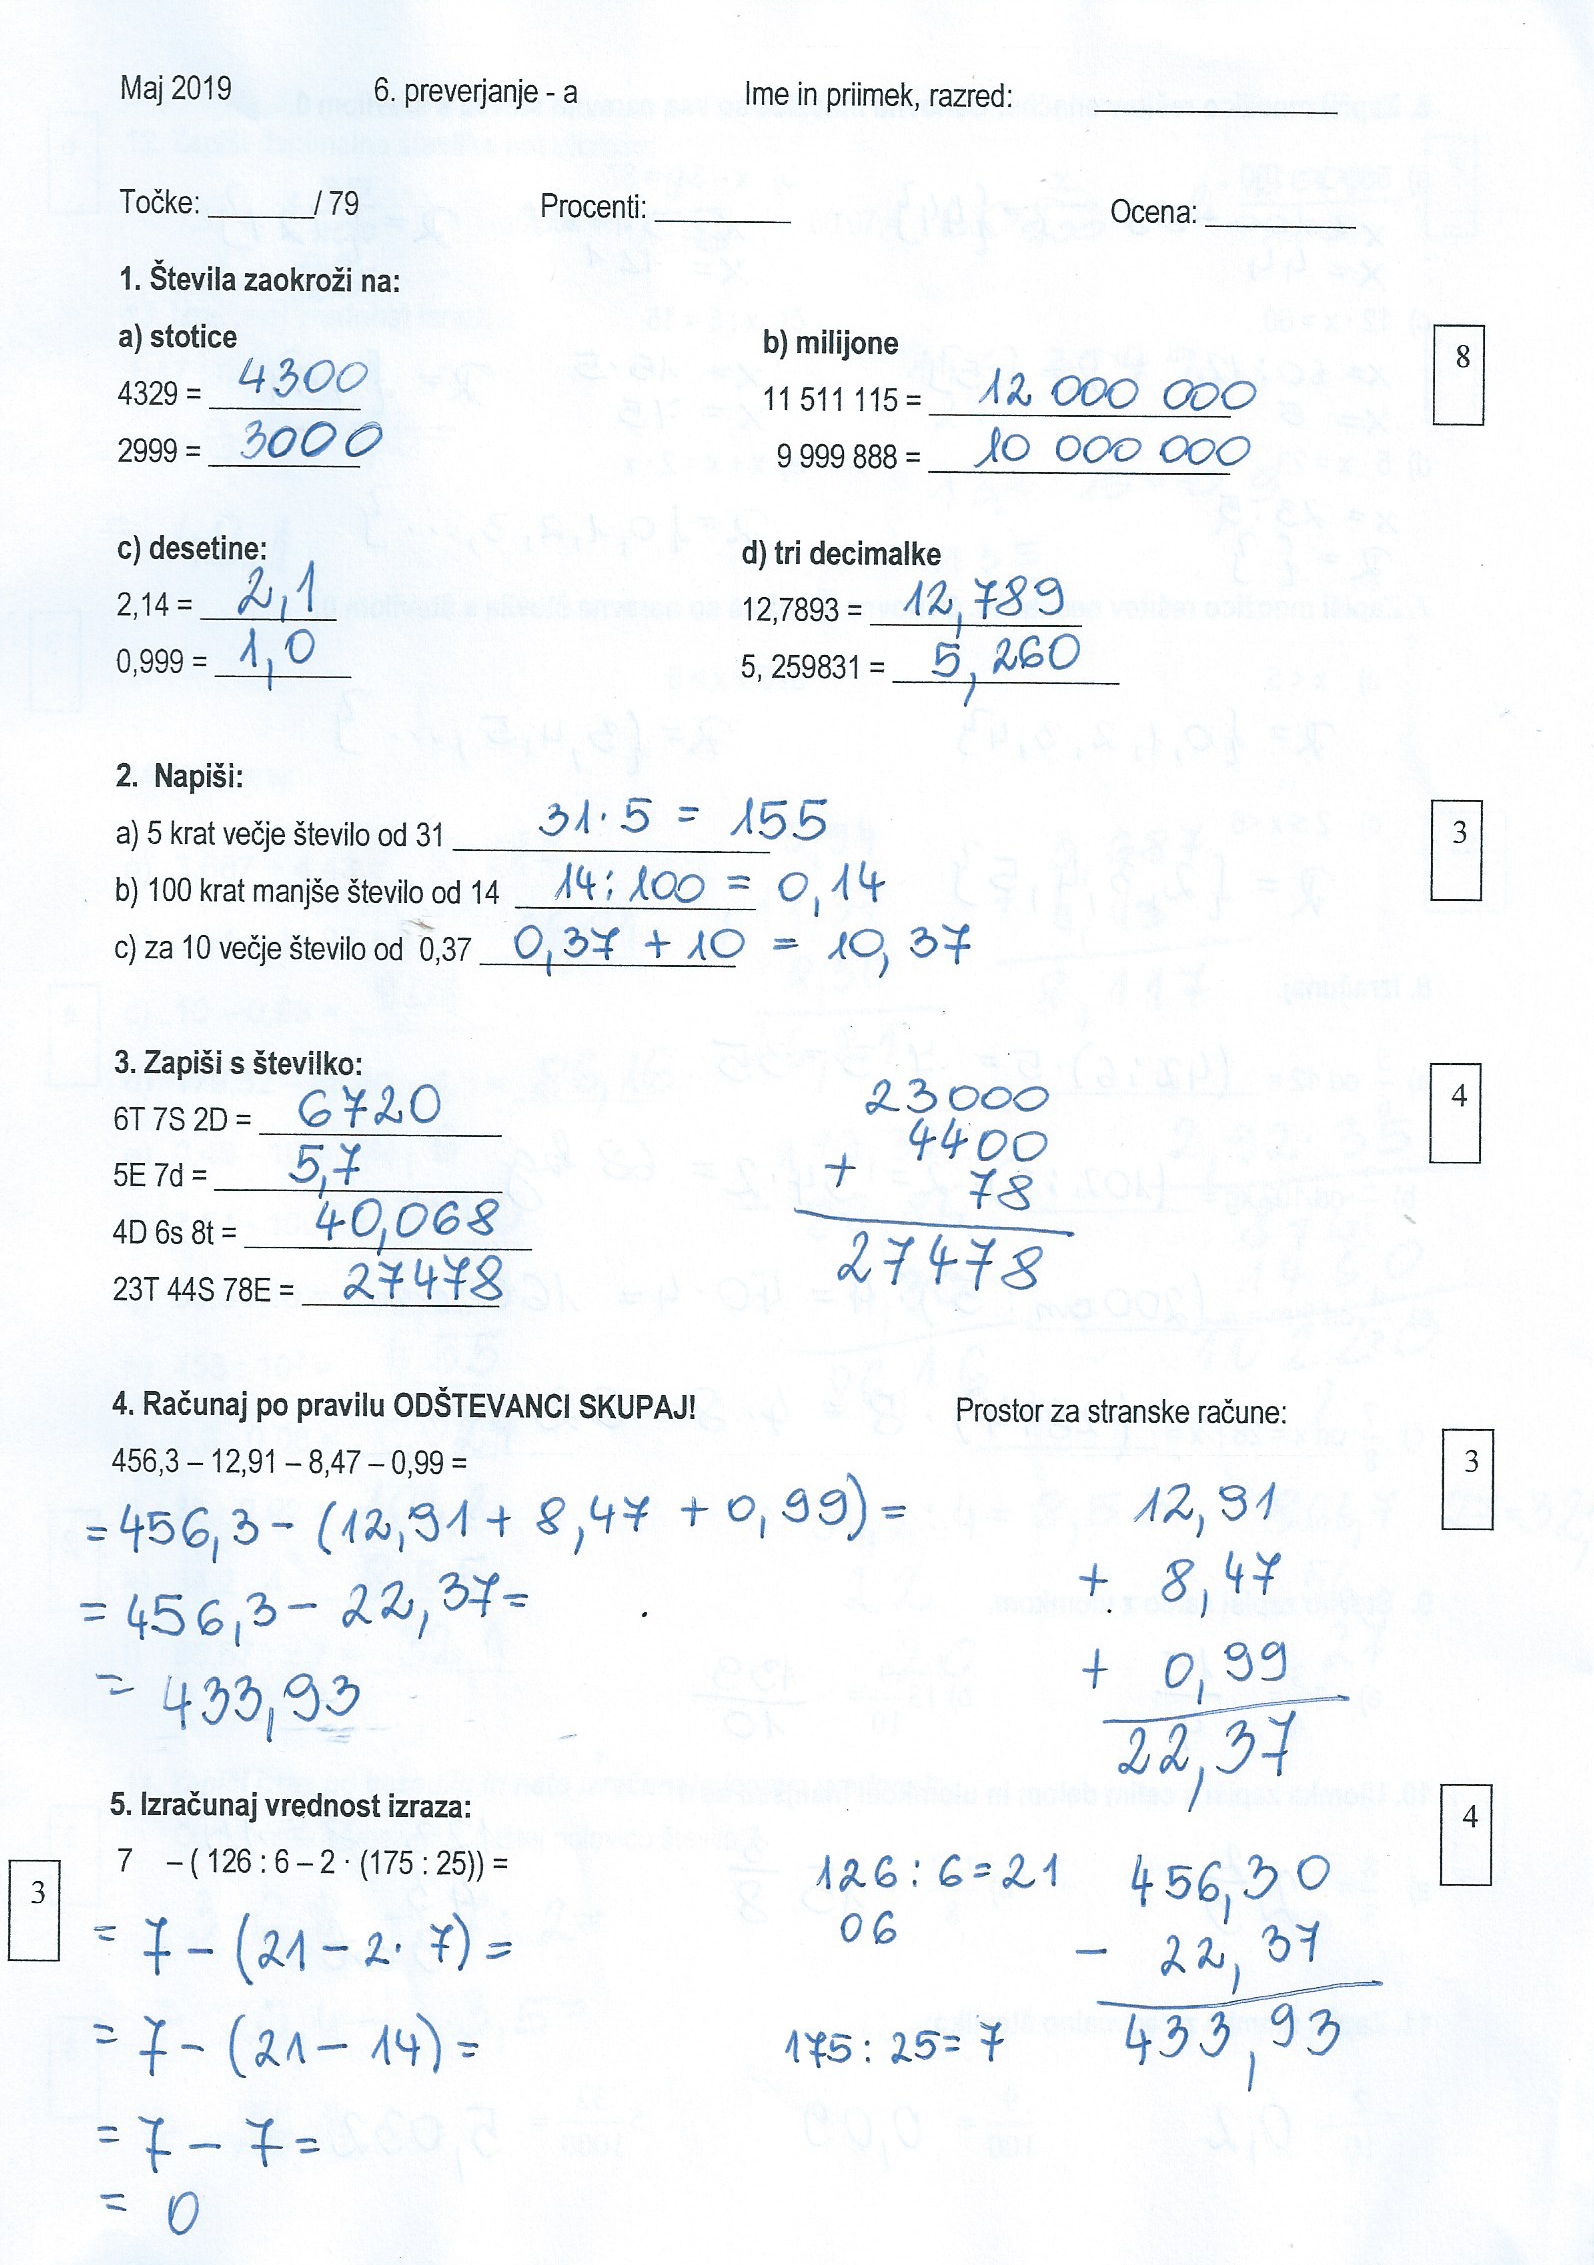 Maj 2019 6. preverjanje - a Ime in priimek, razred: ____________
Točke: ______/ 79 Procenti: ________ Ocena: ________
1. Števila zaokroži na:
a) stotice b) milijone 8
4329 = 4300 11 511 115 = 12 000 000
2999 = 3000 9 999 888 = 10 000 000
c) desetine: d) tri decimalke
2,14 = 2,1 12,7893 = 12,789
0,999 = 1,0 5, 259831 = 5, 260
2. Napiši:
a) 5 krat večje število od 31 31 · 5 = 155 3
b) 100 krat manjše število od 14 14 : 100 = 0,14
c) za 10 večje število od 0,37 0,37 + 10 = 10,37
3. Zapiši s številko: 4
6T 7S 2D = 6720 23000
5E 7d = 5,7 4400
4D 6s 8t = 40,068 + 78
23T 44S 78E = 27478 27478
4. Računaj po pravilu ODŠTEVANCI SKUPAJ! Prostor za stranske račune:
456,3 – 12,91 – 8,47 – 0,99 = 3
= 456,3 - (12,91 + 8,47 + 0,99) = 12,91
= 456,3 - 22,37 = + 8,47
= 433,93 + 0,99
22,37
5. Izračunaj vrednost izraza: 4
7 – ( 126 : 6 – 2 · (175 : 25)) = 126 : 6 = 21 456,30
3 06
= 7 - (21 - 2 · 7) = - 22,37
= 7 - (21 - 14) = 175 : 25 = 7 433,93
= 7 - 7 =
= 0